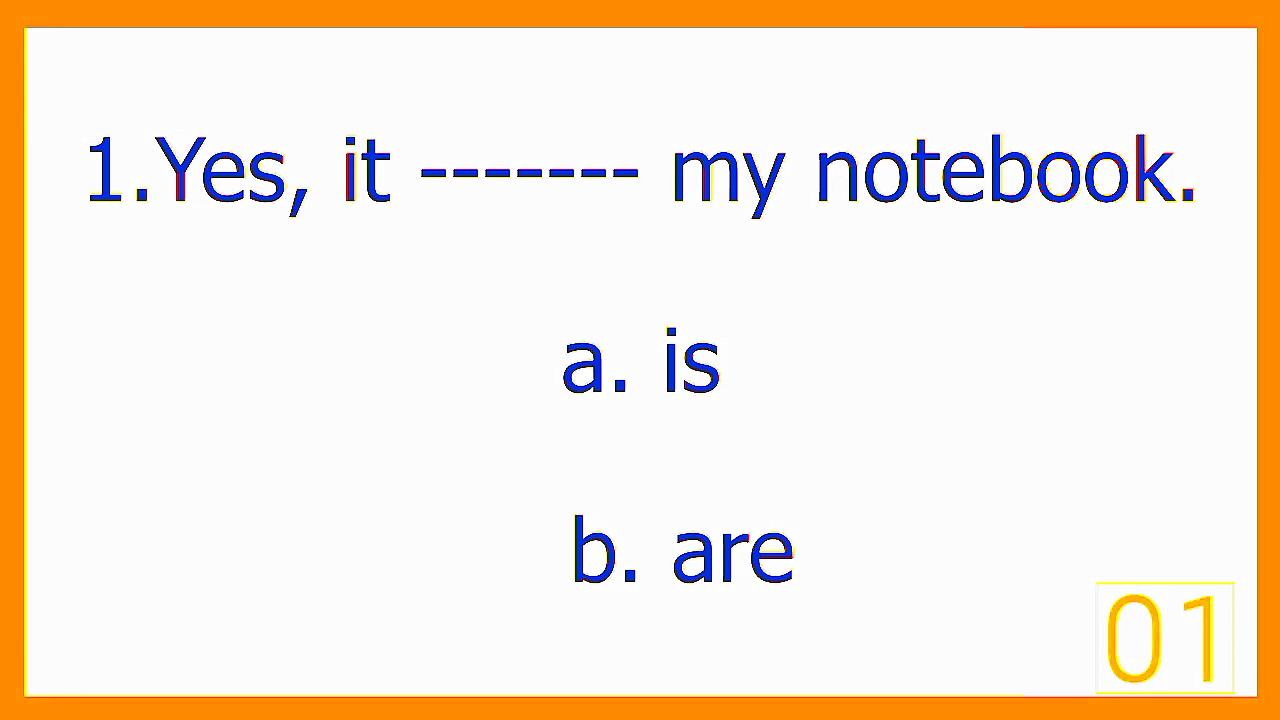 1.Yes, it ------- my notebook.
a. is
b. are
01